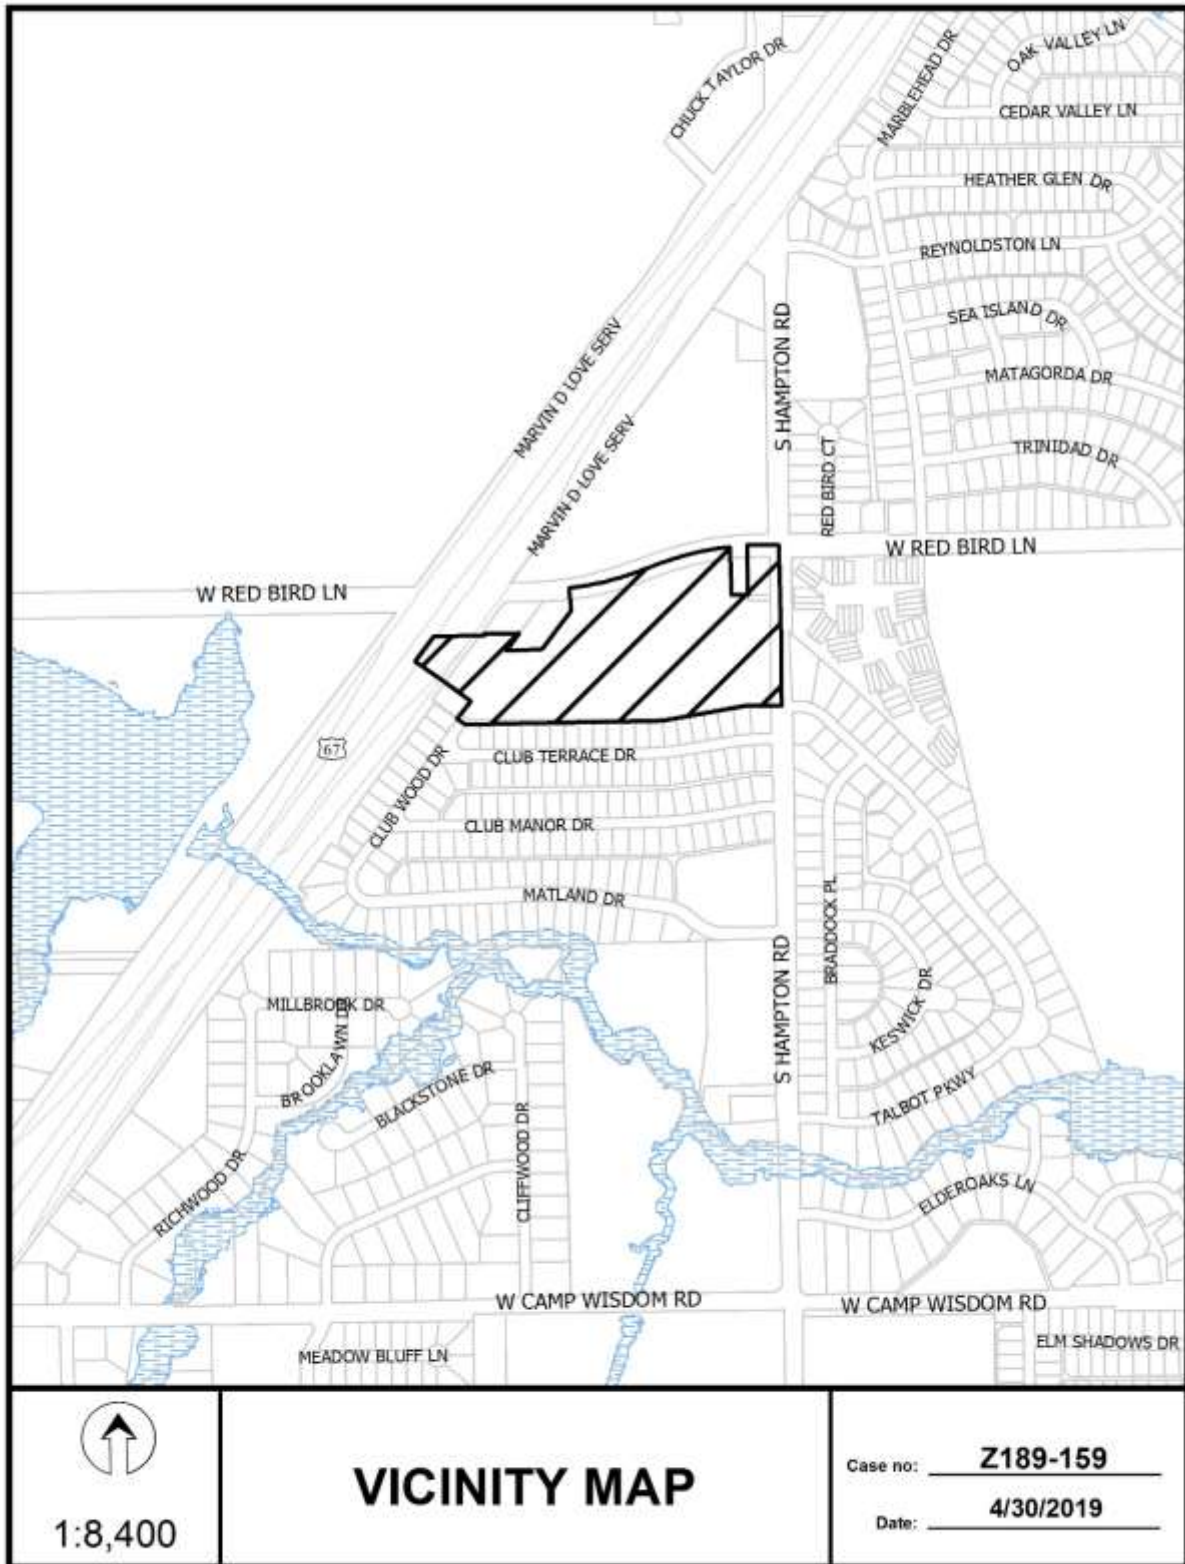 CHUCK TAYLOR DR
MARBLEHEAD DR
OAK VALLEY LN
CEDAR VALLEY LN
HEATHER GLEN DR
REYNOLDSTON LN
SEA ISLAND DR
MATAGORDA DR
TRINIDAD DR
MARVIN D LOVE SERV
MARVIN D LOVE SERV
S HAMPTON RD
RED BIRD CT
W RED BIRD LN
W RED BIRD LN
67
CLUB WOOD DR
CLUB TERRACE DR
CLUB MANOR DR
MATLAND DR
BRADDOCK PL
S HAMPTON RD
KESWICK DR
TALBOT PKWY
MILLBROOK DR
BROOKLAWN DR
BLACKSTONE DR
CLIFFWOOD DR
RICHWOOD DR
ELDEROAKS LN
W CAMP WISDOM RD
W CAMP WISDOM RD
MEADOW BLUFF LN
ELM SHADOWS DR
1:8,400
VICINITY MAP
Case no: Z189-159
Date: 4/30/2019